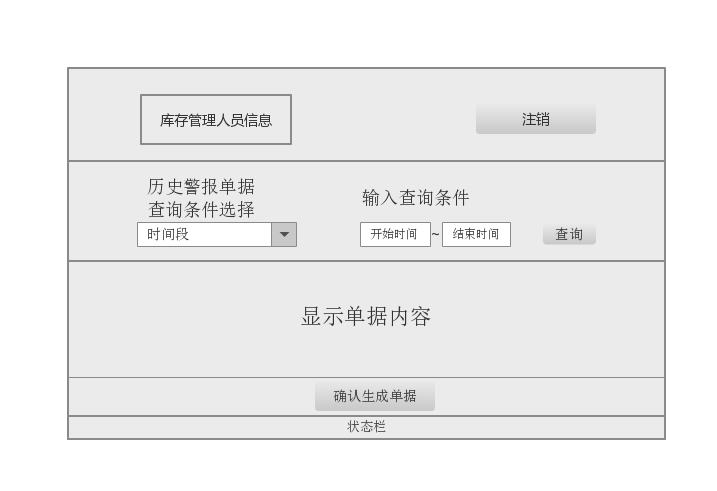 库存管理人员信息
注销
历史警报单据
查询条件选择
输入查询条件
时间段
开始时间 ~ 结束时间
查询
显示单据内容
确认生成单据
状态栏